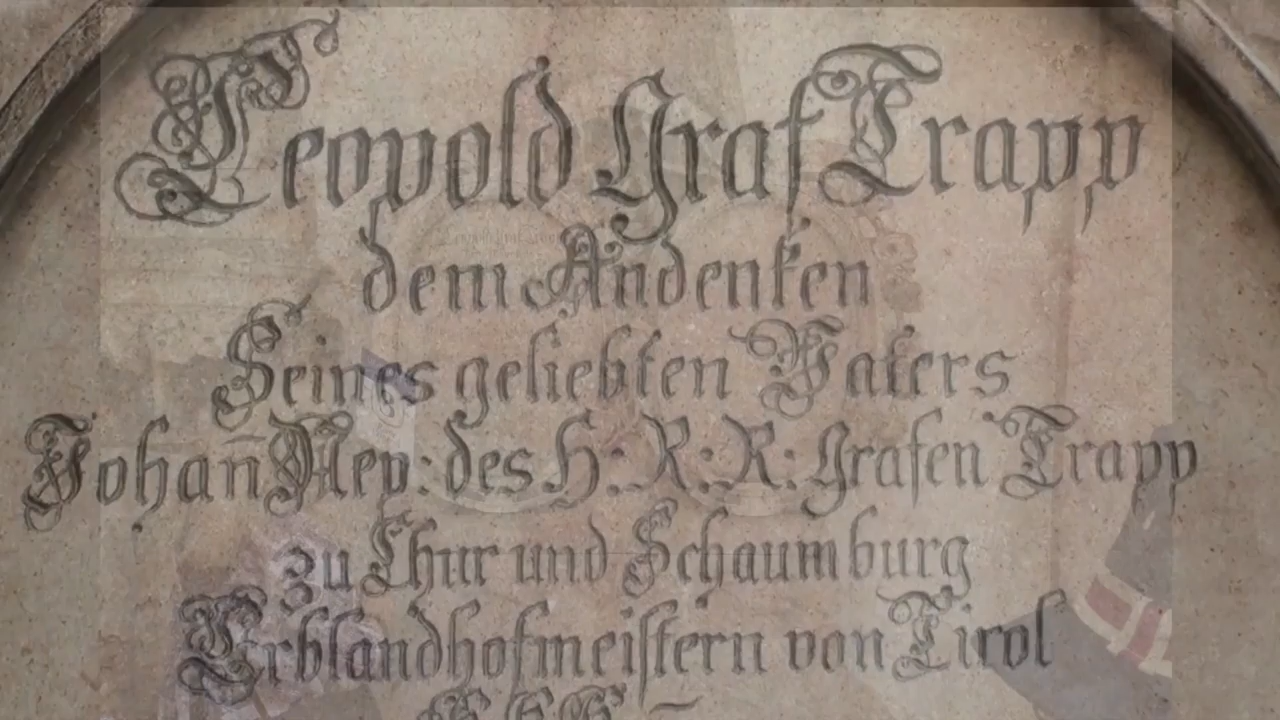 Leopold Graf Trapp
dem Andenken
Seines geliebten Vaters
Johañ Nep: des H: R: R: Grafen Trapp
zu Chur und Schaumburg
Erblandhofmeistern von Tirol